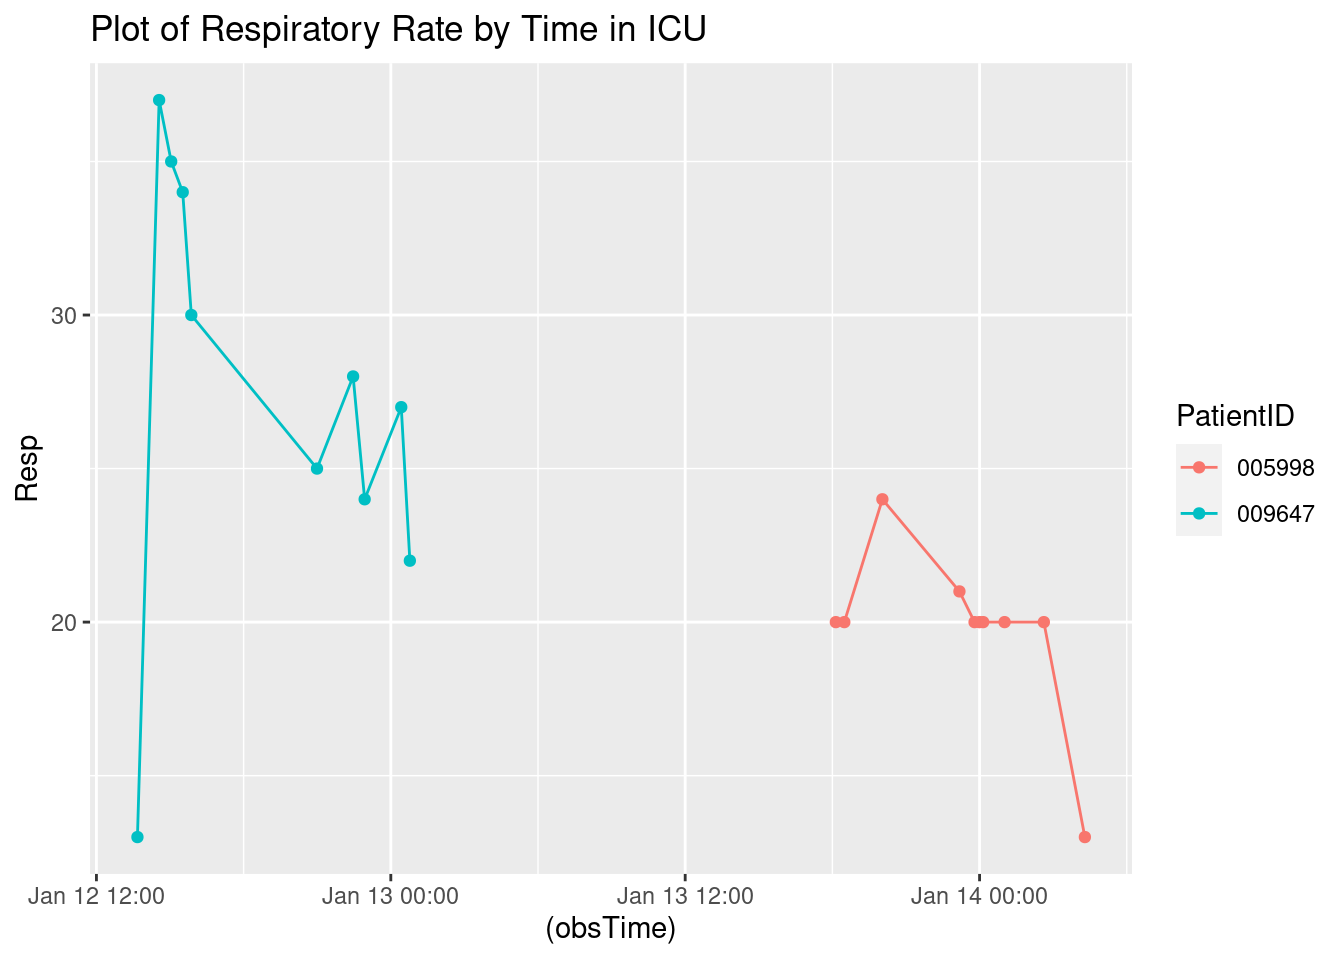 Plot of Respiratory Rate by Time in ICU
Resp
30
20
Jan 12 12:00
Jan 13 00:00
Jan 13 12:00
Jan 14 00:00
(obsTime)
PatientID
005998
009647